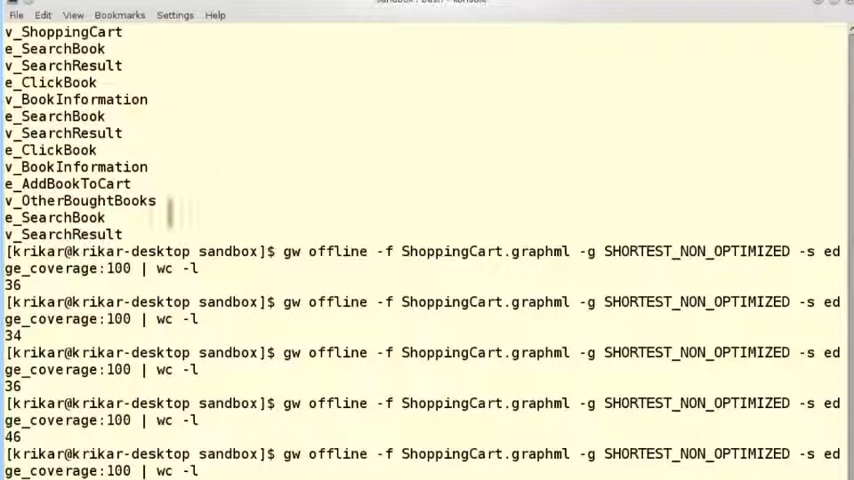 sandbox : bash - Konsole
File Edit View Bookmarks Settings Help
v_ShoppingCart
e_SearchBook
v_SearchResult
e_ClickBook
v_BookInformation
e_SearchBook
v_SearchResult
e_ClickBook
v_BookInformation
e_AddBookToCart
v_OtherBoughtBooks
e_SearchBook
v_SearchResult
[krikar@krikar-desktop sandbox]$ gw offline -f ShoppingCart.graphml -g SHORTEST_NON_OPTIMIZED -s ed
ge_coverage:100 | wc -l
36
[krikar@krikar-desktop sandbox]$ gw offline -f ShoppingCart.graphml -g SHORTEST_NON_OPTIMIZED -s ed
ge_coverage:100 | wc -l
34
[krikar@krikar-desktop sandbox]$ gw offline -f ShoppingCart.graphml -g SHORTEST_NON_OPTIMIZED -s ed
ge_coverage:100 | wc -l
36
[krikar@krikar-desktop sandbox]$ gw offline -f ShoppingCart.graphml -g SHORTEST_NON_OPTIMIZED -s ed
ge_coverage:100 | wc -l
46
[krikar@krikar-desktop sandbox]$ gw offline -f ShoppingCart.graphml -g SHORTEST_NON_OPTIMIZED -s ed
ge_coverage:100 | wc -l